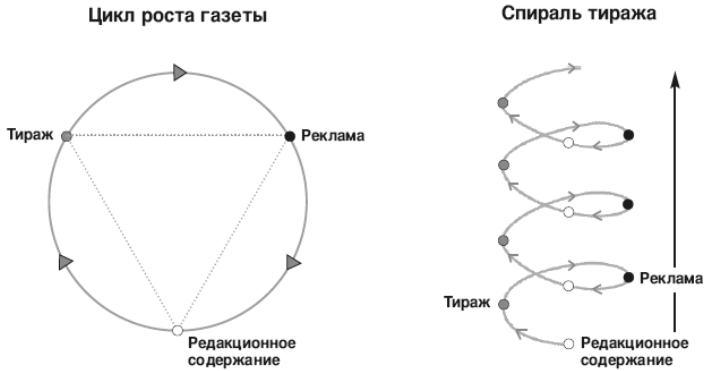 Цикл роста газеты
Тираж
Реклама
Редакционное
содержание
Спираль тиража
Реклама
Тираж
Редакционное
содержание